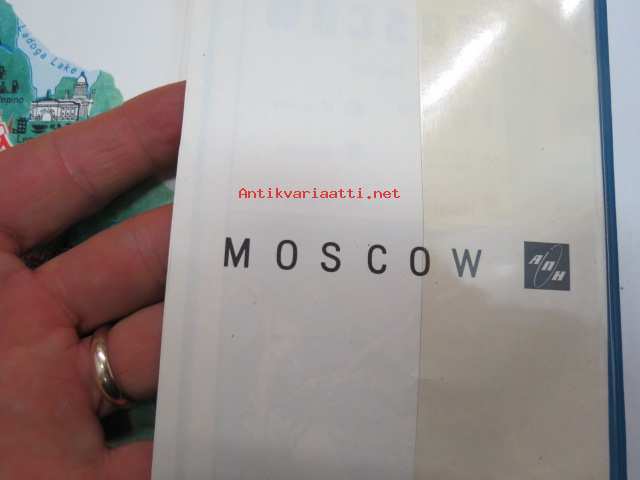 Ladoga Lake
Antikvariaatti.net
MOSCOW
АПН